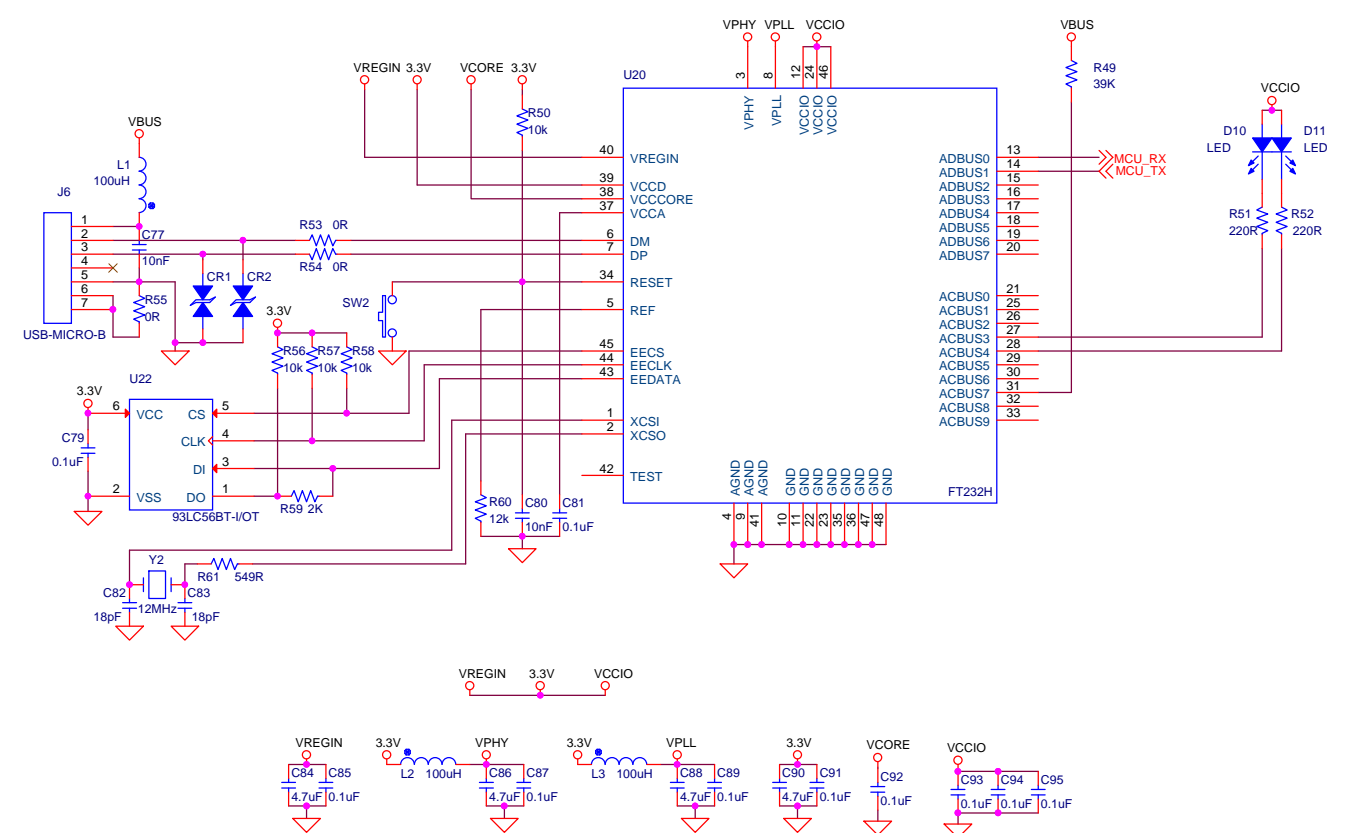 VPHY VPLL VCCIO
VBUS
VREGIN 3.3V VCORE 3.3V
U20
3 8 12 24 46
R49
39K
VCCIO
VPHY VPLL VCCIO VCCIO VCCIO
R50
10k
VBUS
D10 LED
D11 LED
L1
100uH
40 VREGIN
39 VCCD
38 VCCCORE
37 VCCA
6 DM
7 DP
34 RESET
5 REF
45 EECS
44 EECLK
43 EEDATA
1 XCSI
2 XCSO
42 TEST
ADBUS0 13 MCU_RX
ADBUS1 14 MCU_TX
ADBUS2 15
ADBUS3 16
ADBUS4 17
ADBUS5 18
ADBUS6 19
ADBUS7 20
ACBUS0 21
ACBUS1 25
ACBUS2 26
ACBUS3 27
ACBUS4 28
ACBUS5 29
ACBUS6 30
ACBUS7 31
ACBUS8 32
ACBUS9 33
R51
220R
R52
220R
J6
1
2
3
4
5
6
7
USB-MICRO-B
C77
10nF
R53 0R
R54 0R
CR1 CR2
R55
0R
SW2
3.3V
R56
10k
R57
10k
R58
10k
U22
3.3V
6 VCC CS 5
CLK 4
DI 3
2 VSS DO 1
93LC56BT-I/OT
C79
0.1uF
R59 2K
R60
12k
C80
10nF
C81
0.1uF
AGND AGND AGND GND GND GND GND GND GND GND GND
4 9 41 10 11 22 23 35 36 47 48
FT232H
Y2
12MHz
R61 549R
C82
18pF
C83
18pF
VREGIN 3.3V VCCIO
VREGIN
C84 C85
4.7uF 0.1uF
3.3V VPHY
L2 100uH
C86 C87
4.7uF 0.1uF
3.3V VPLL
L3 100uH
C88 C89
4.7uF 0.1uF
3.3V
C90 C91
4.7uF 0.1uF
VCORE
C92
0.1uF
VCCIO
C93 C94 C95
0.1uF 0.1uF 0.1uF